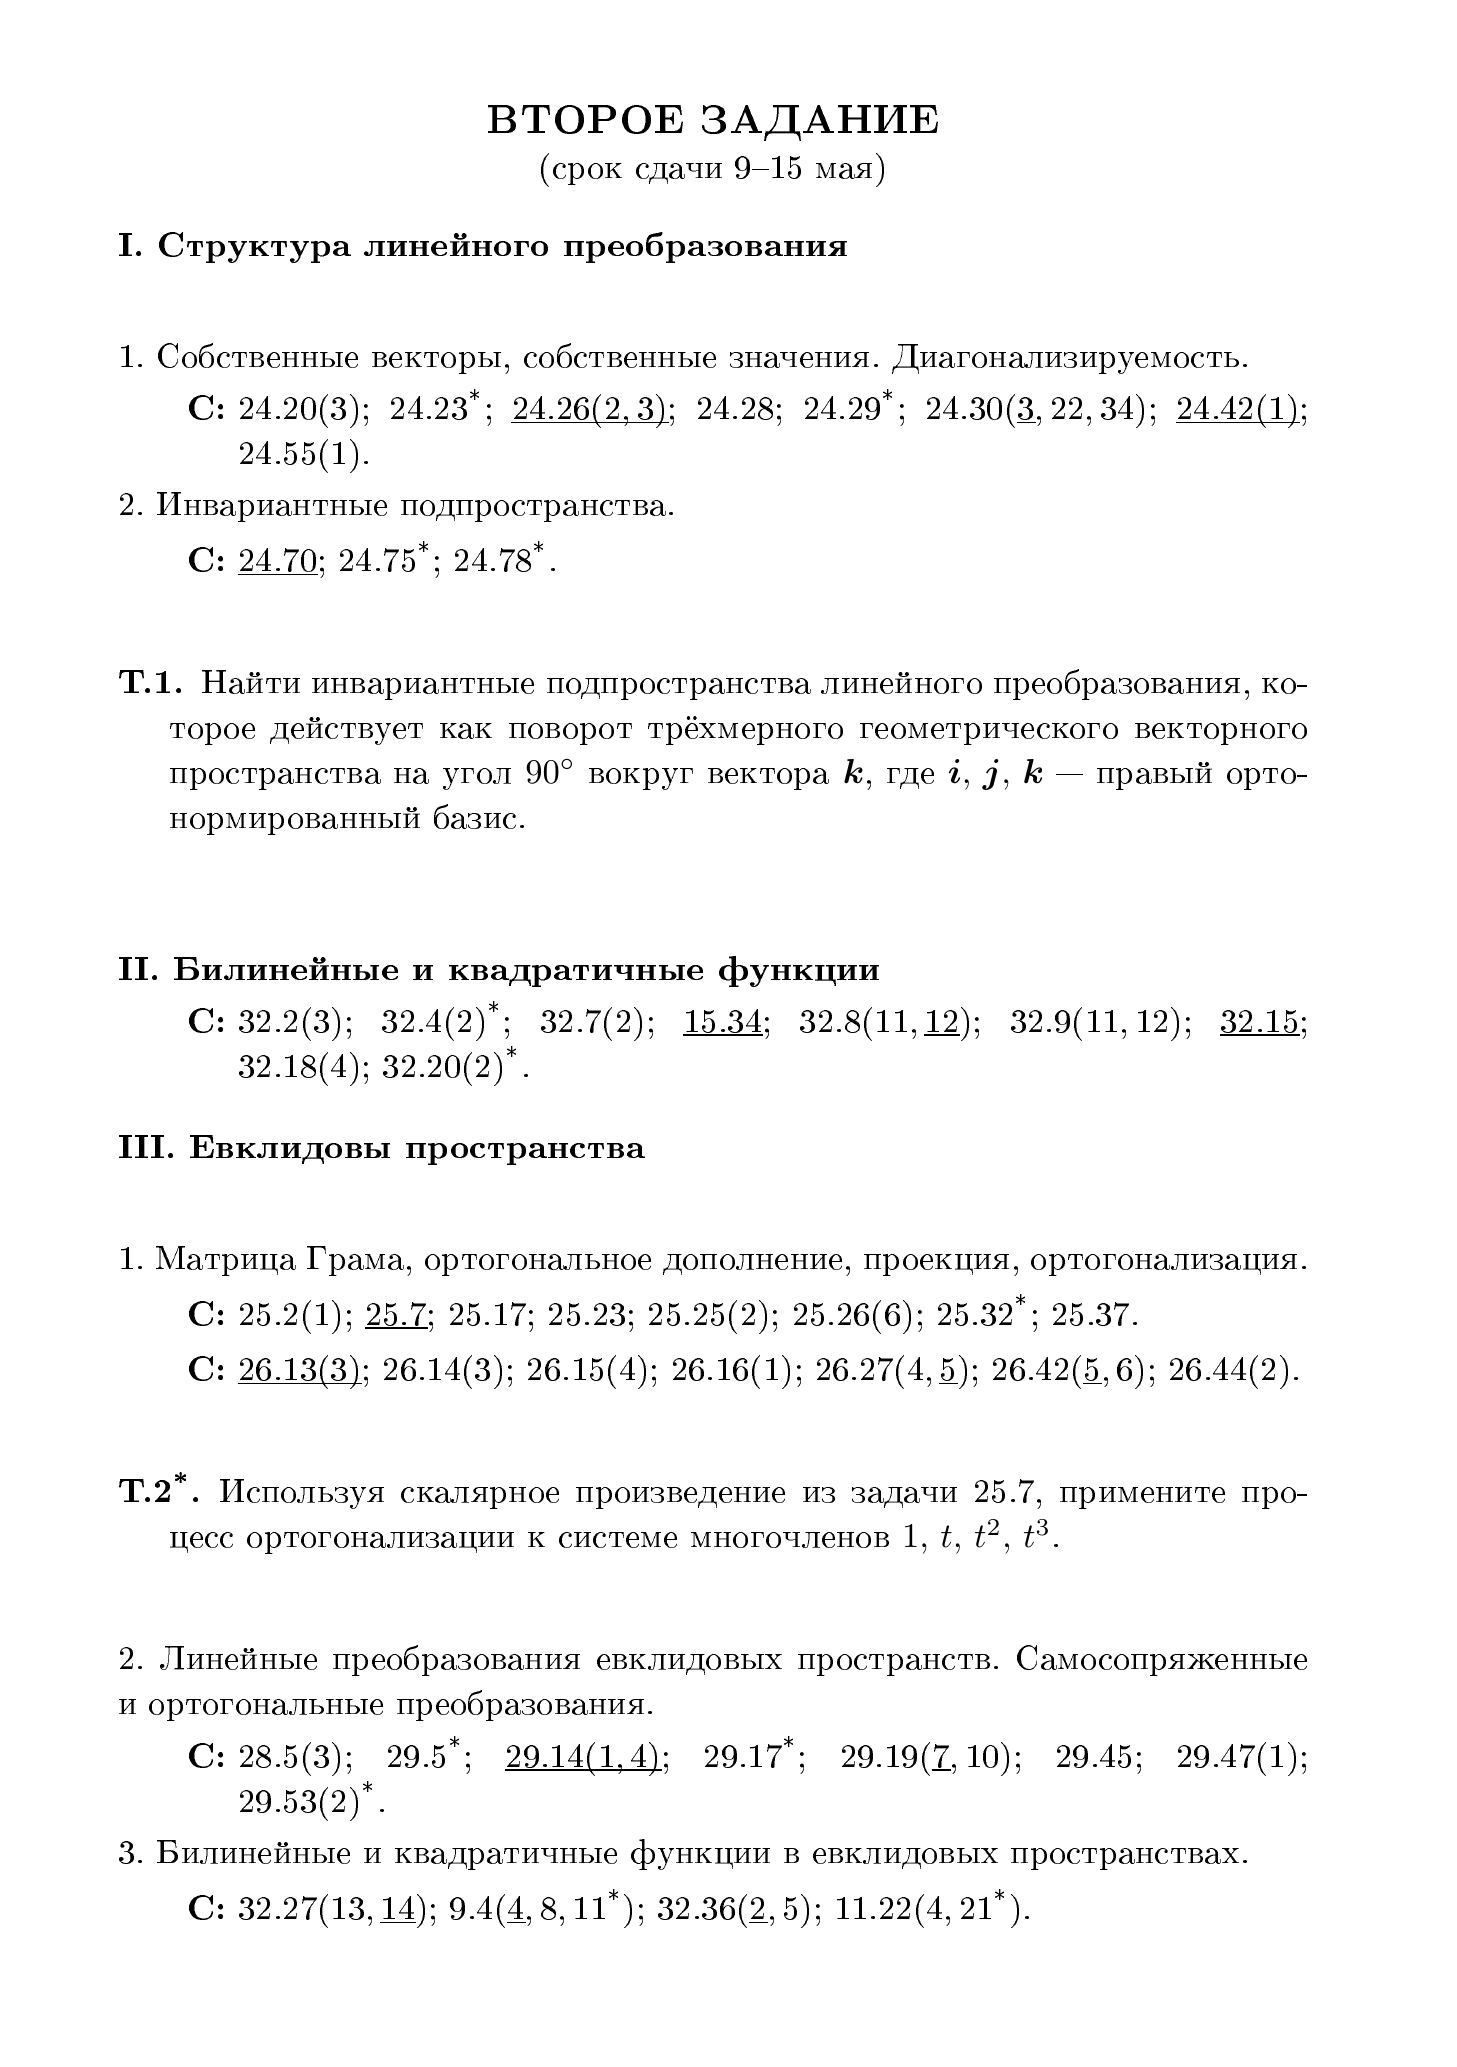 ВТОРОЕ ЗАДАНИЕ
(срок сдачи 9–15 мая)
I. Структура линейного преобразования
1. Собственные векторы, собственные значения. Диагонализируемость.
С: 24.20(3); 24.23*; 24.26(2, 3); 24.28; 24.29*; 24.30(3, 22, 34); 24.42(1);
24.55(1).
2. Инвариантные подпространства.
С: 24.70; 24.75*; 24.78*.
Т.1. Найти инвариантные подпространства линейного преобразования, ко-
торое действует как поворот трёхмерного геометрического векторного
пространства на угол 90° вокруг вектора k, где i, j, k — правый орто-
нормированный базис.
II. Билинейные и квадратичные функции
С: 32.2(3); 32.4(2)*; 32.7(2); 15.34; 32.8(11, 12); 32.9(11, 12); 32.15;
32.18(4); 32.20(2)*.
III. Евклидовы пространства
1. Матрица Грама, ортогональное дополнение, проекция, ортогонализация.
С: 25.2(1); 25.7; 25.17; 25.23; 25.25(2); 25.26(6); 25.32*; 25.37.
С: 26.13(3); 26.14(3); 26.15(4); 26.16(1); 26.27(4, 5); 26.42(5, 6); 26.44(2).
Т.2*. Используя скалярное произведение из задачи 25.7, примените про-
цесс ортогонализации к системе многочленов 1, t, t², t³.
2. Линейные преобразования евклидовых пространств. Самосопряженные
и ортогональные преобразования.
С: 28.5(3); 29.5*; 29.14(1, 4); 29.17*; 29.19(7, 10); 29.45; 29.47(1);
29.53(2)*.
3. Билинейные и квадратичные функции в евклидовых пространствах.
С: 32.27(13, 14); 9.4(4, 8, 11*); 32.36(2, 5); 11.22(4, 21*).